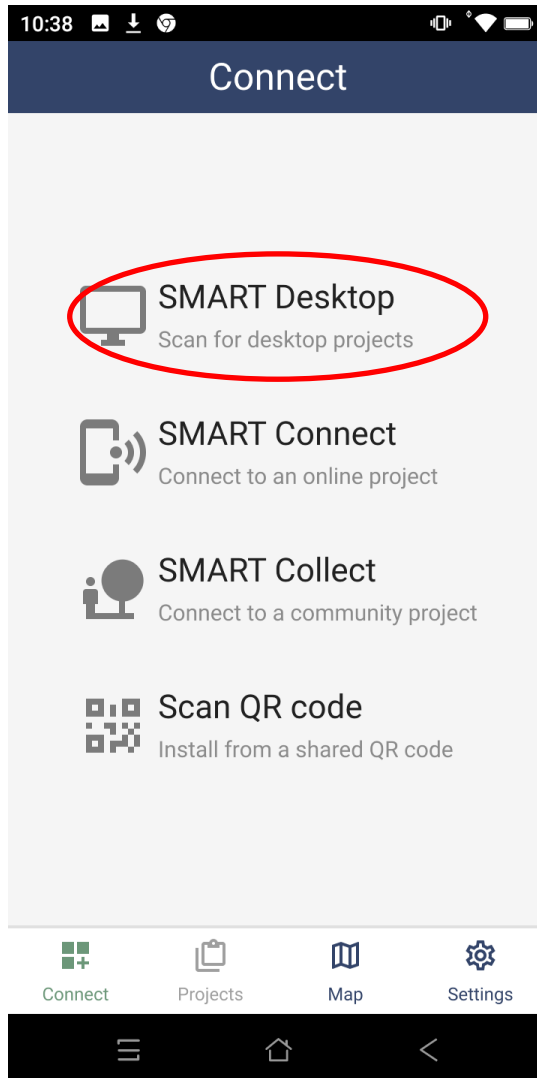 10:38
Connect
SMART Desktop
Scan for desktop projects
SMART Connect
Connect to an online project
SMART Collect
Connect to a community project
Scan QR code
Install from a shared QR code
Connect Projects Map Settings